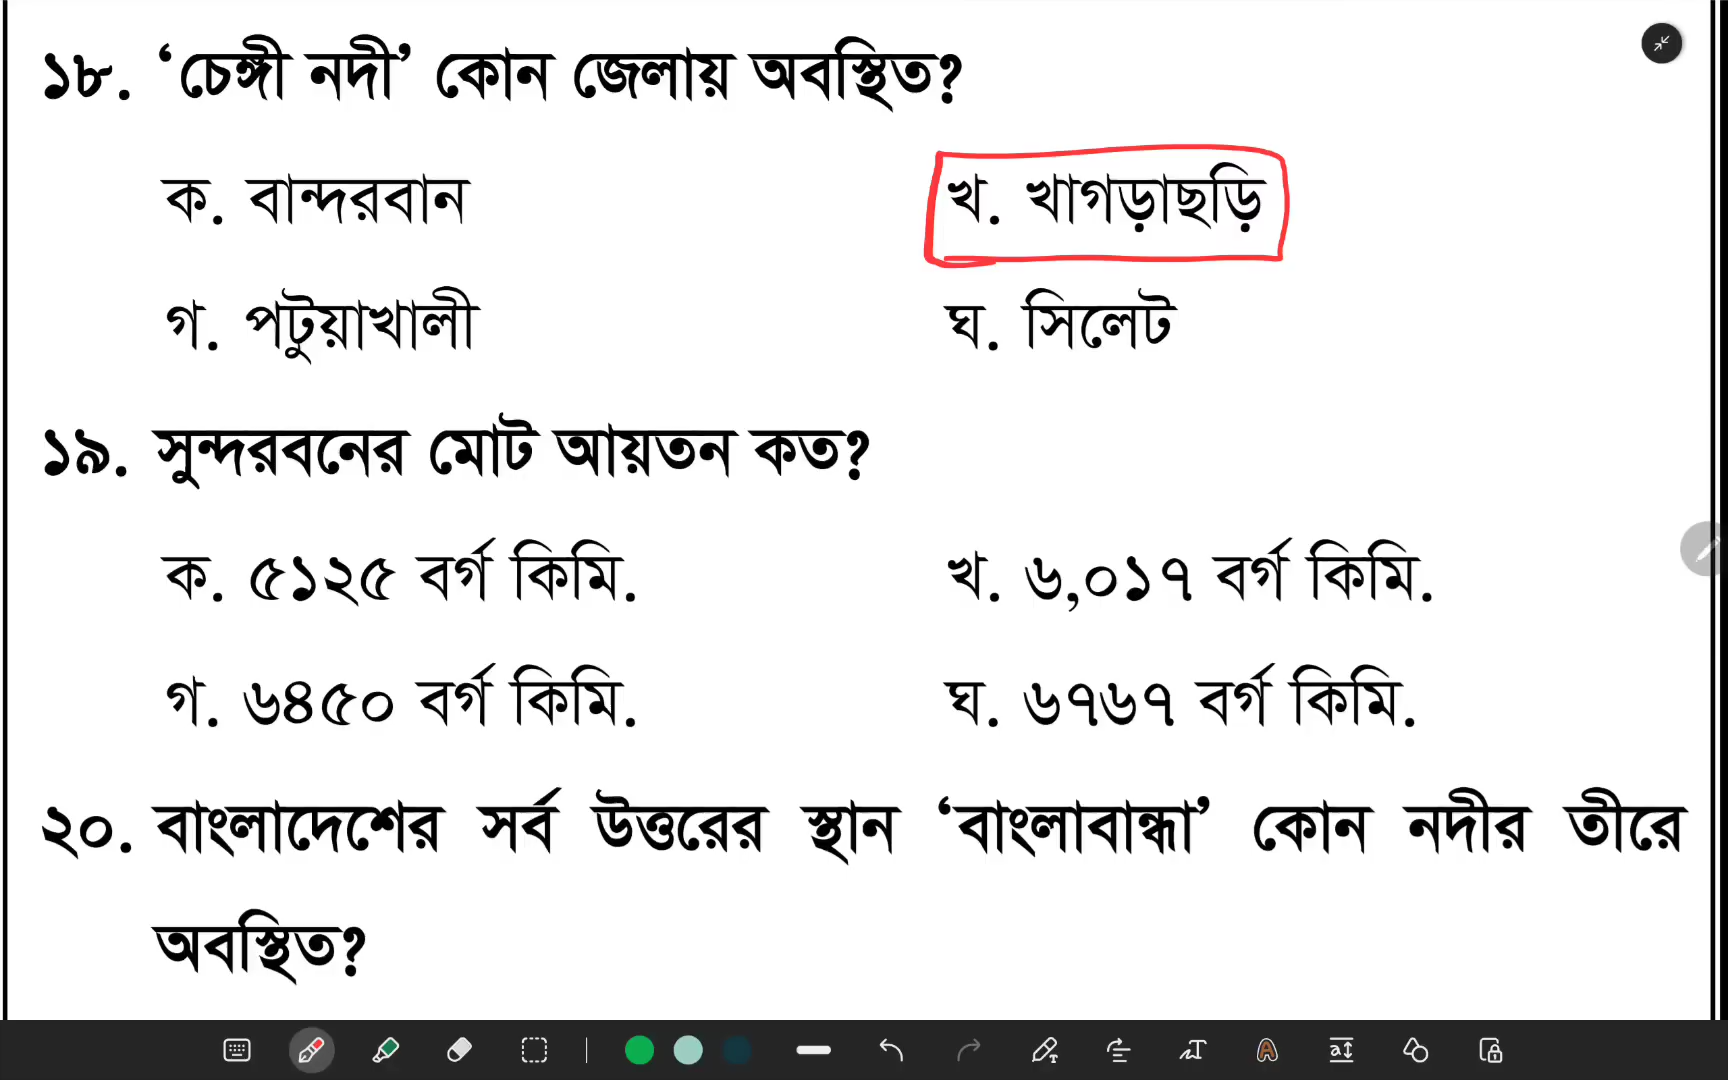 ১৮. ‘চেঙ্গী নদী’ কোন জেলায় অবস্থিত?
ক. বান্দরবান খ. খাগড়াছড়ি
গ. পটুয়াখালী ঘ. সিলেট
১৯. সুন্দরবনের মোট আয়তন কত?
ক. ৫১২৫ বর্গ কিমি. খ. ৬,০১৭ বর্গ কিমি.
গ. ৬৪৫০ বর্গ কিমি. ঘ. ৬৭৬৭ বর্গ কিমি.
২০. বাংলাদেশের সর্ব উত্তরের স্থান ‘বাংলাবান্ধা’ কোন নদীর তীরে
অবস্থিত?